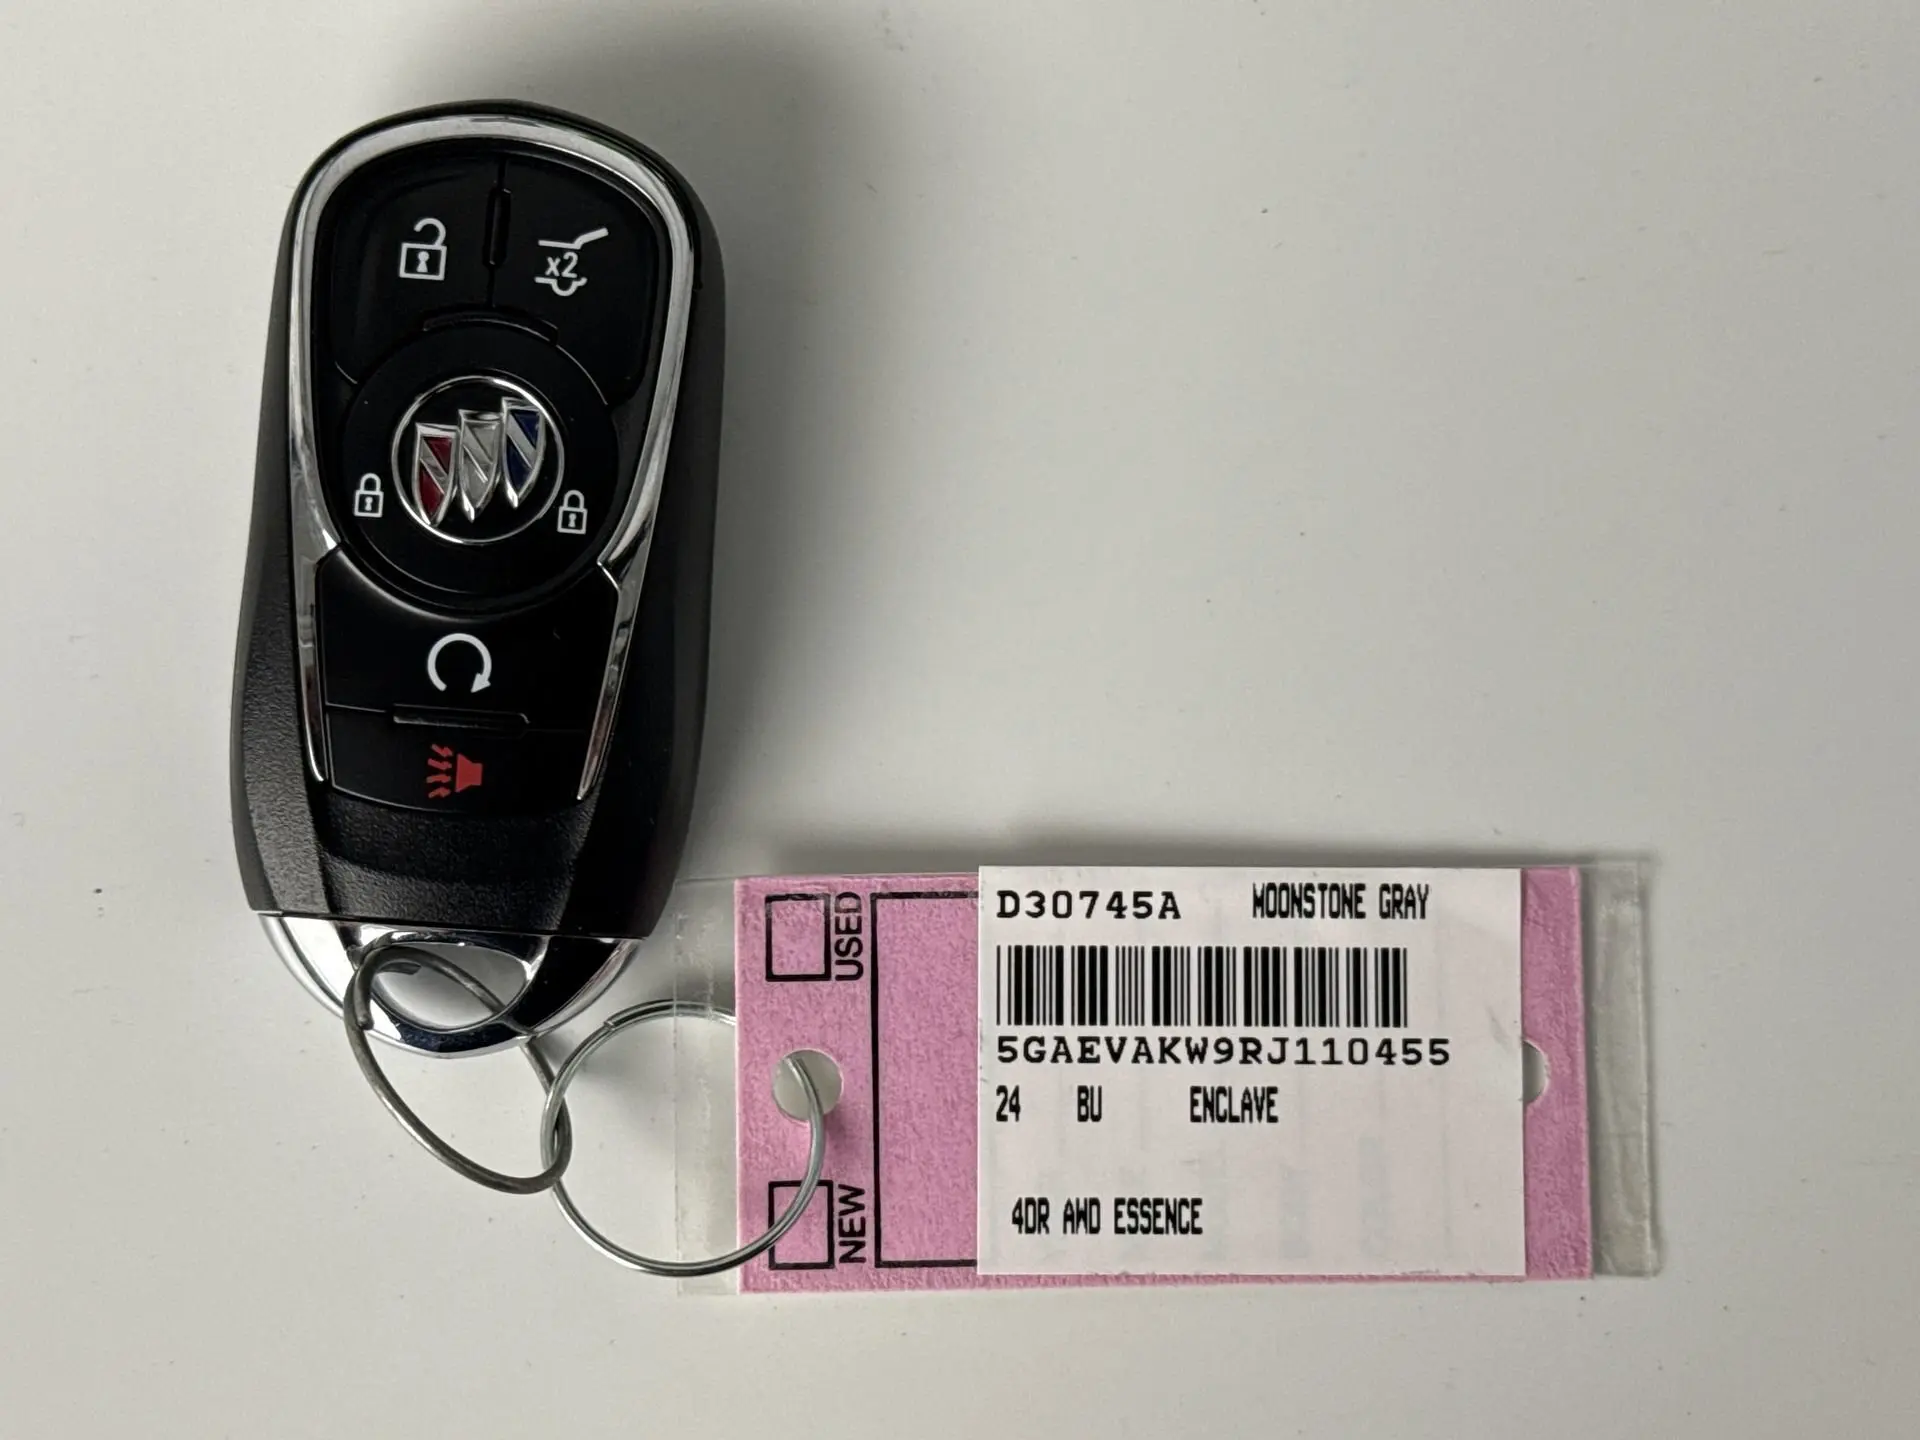 x2
USED
NEW
D30745A MOONSTONE GRAY
5GAEVAKW9RJ110455
24 BU ENCLAVE
4DR AWD ESSENCE